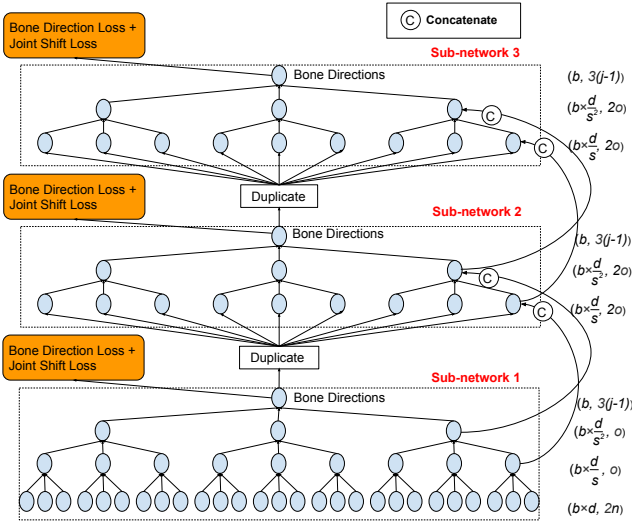 Bone Direction Loss +
Joint Shift Loss
C Concatenate
Sub-network 3
Bone Directions
(b, 3(j-1))
C
(b×d/s², 2o)
C
(b×d/s, 2o)
Duplicate
Bone Direction Loss +
Joint Shift Loss
Sub-network 2
Bone Directions
(b, 3(j-1))
C
(b×d/s², 2o)
C
(b×d/s, 2o)
Bone Direction Loss +
Joint Shift Loss
Duplicate
Sub-network 1
Bone Directions
(b, 3(j-1))
(b×d/s², o)
(b×d/s, o)
(b×d, 2n)